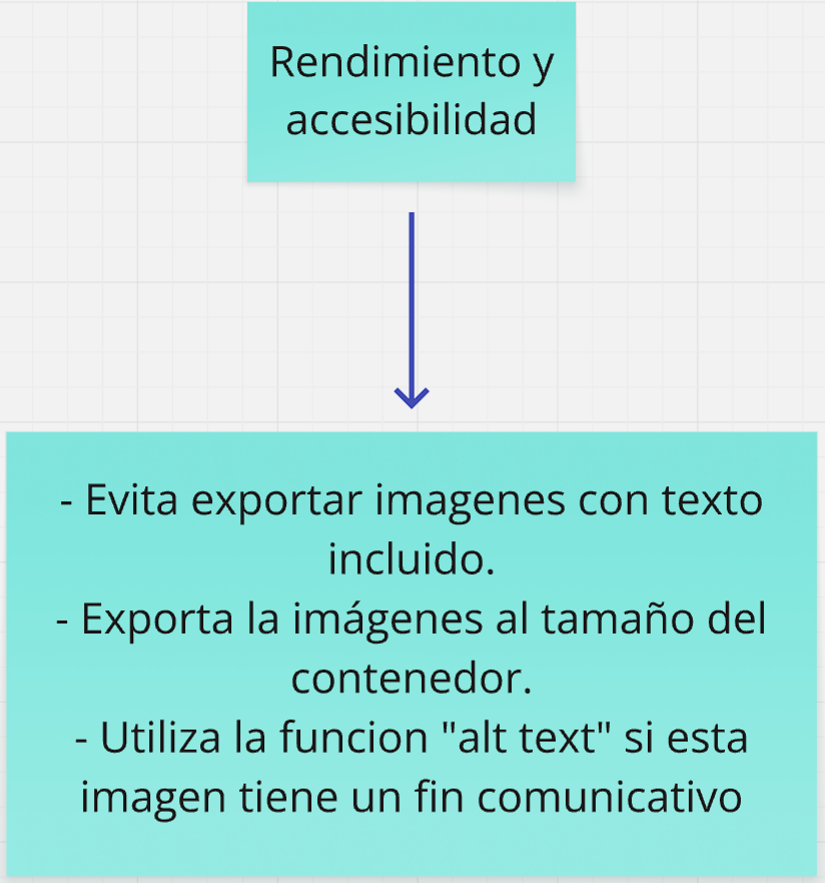 Rendimiento y
accesibilidad
- Evita exportar imagenes con texto
incluido.
- Exporta la imágenes al tamaño del
contenedor.
- Utiliza la funcion "alt text" si esta
imagen tiene un fin comunicativo